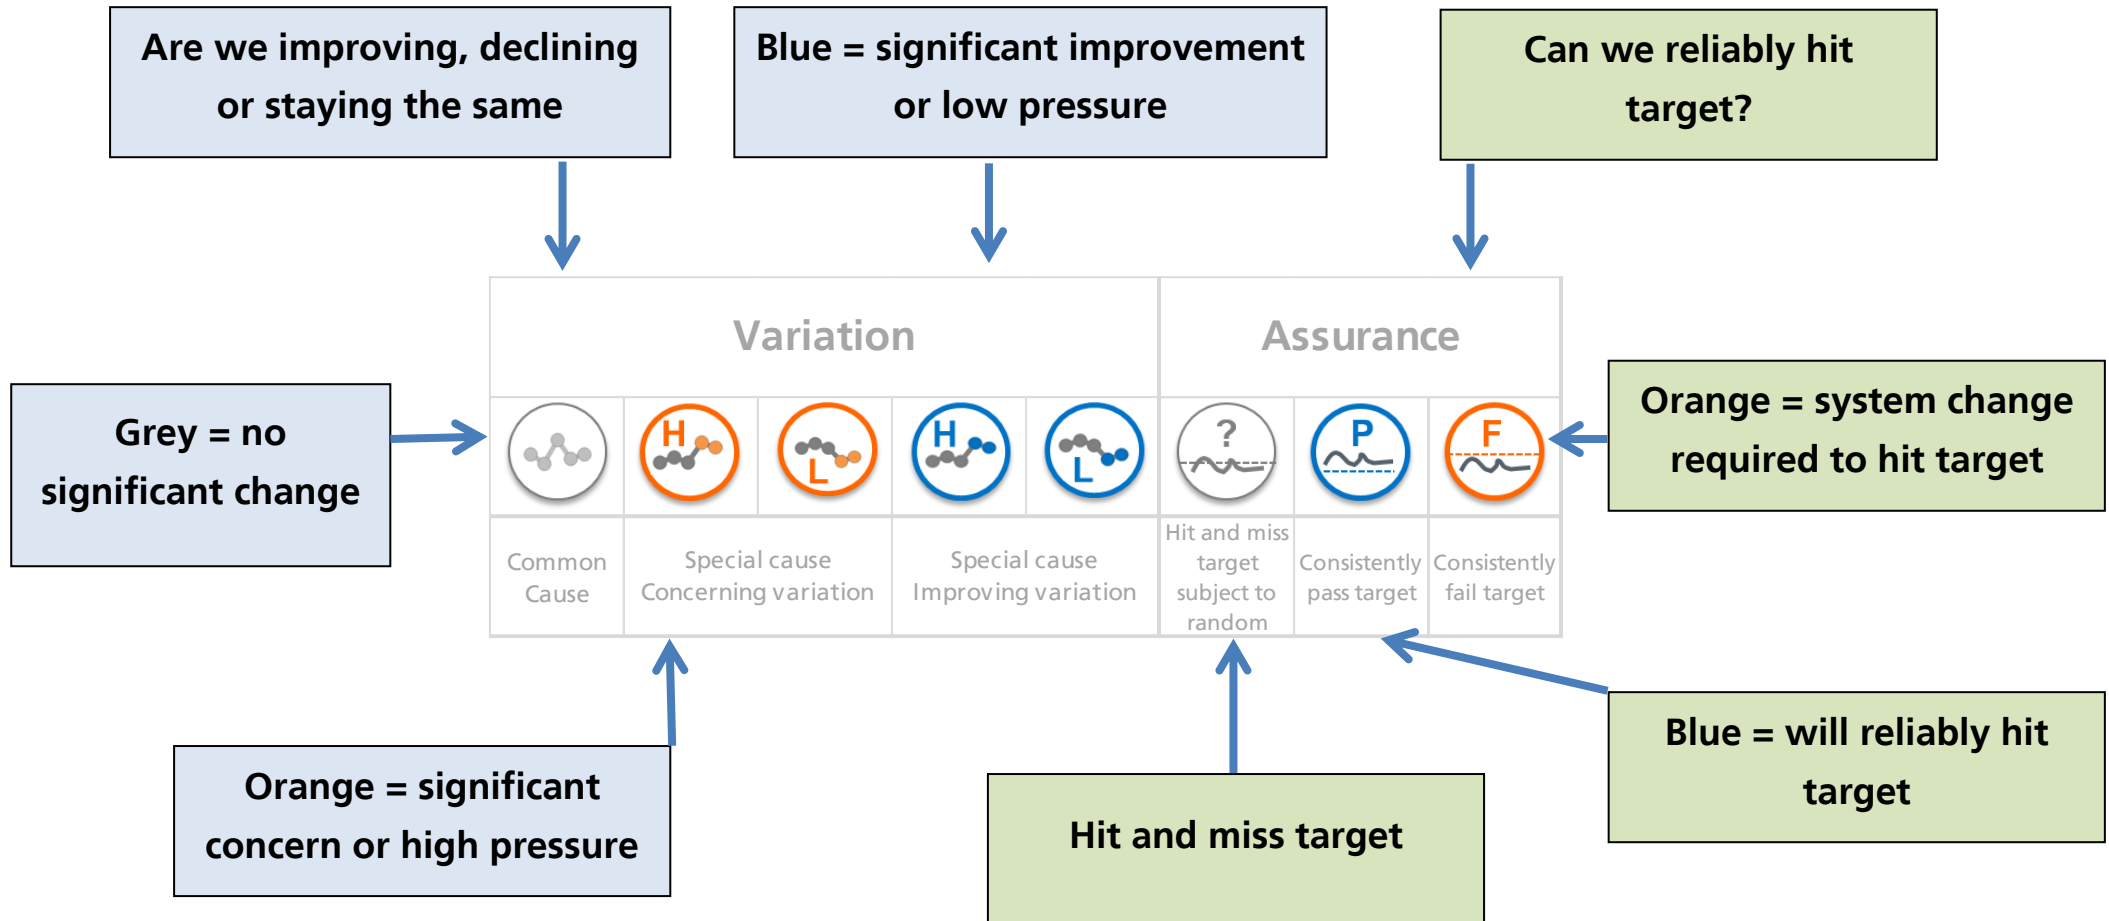 Are we improving, declining
or staying the same
Blue = significant improvement
or low pressure
Can we reliably hit
target?
Variation
Assurance
Grey = no
significant change
H
L
H
L
?
P
F
Orange = system change
required to hit target
Common
Cause
Special cause
Concerning variation
Special cause
Improving variation
Hit and miss
target
subject to
random
Consistently
pass target
Consistently
fail target
Orange = significant
concern or high pressure
Hit and miss target
Blue = will reliably hit
target